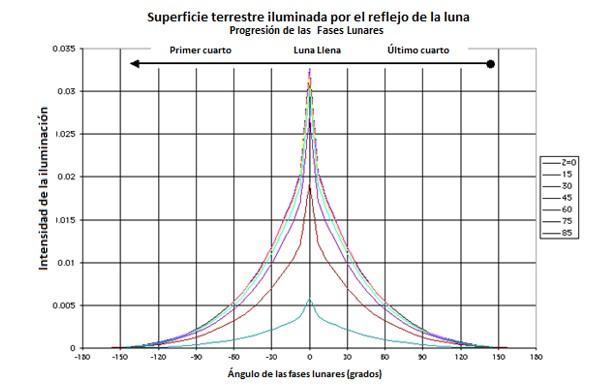 Superficie terrestre iluminada por el reflejo de la luna
Progresión de las Fases Lunares
Primer cuarto Luna Llena Último cuarto
Intensidad de la iluminación
0.035
0.03
0.025
0.02
0.015
0.01
0.005
0
-180 -150 -120 -90 -60 -30 0 30 60 90 120 150 180
Ángulo de las fases lunares (grados)
Z=0
15
30
45
60
75
85